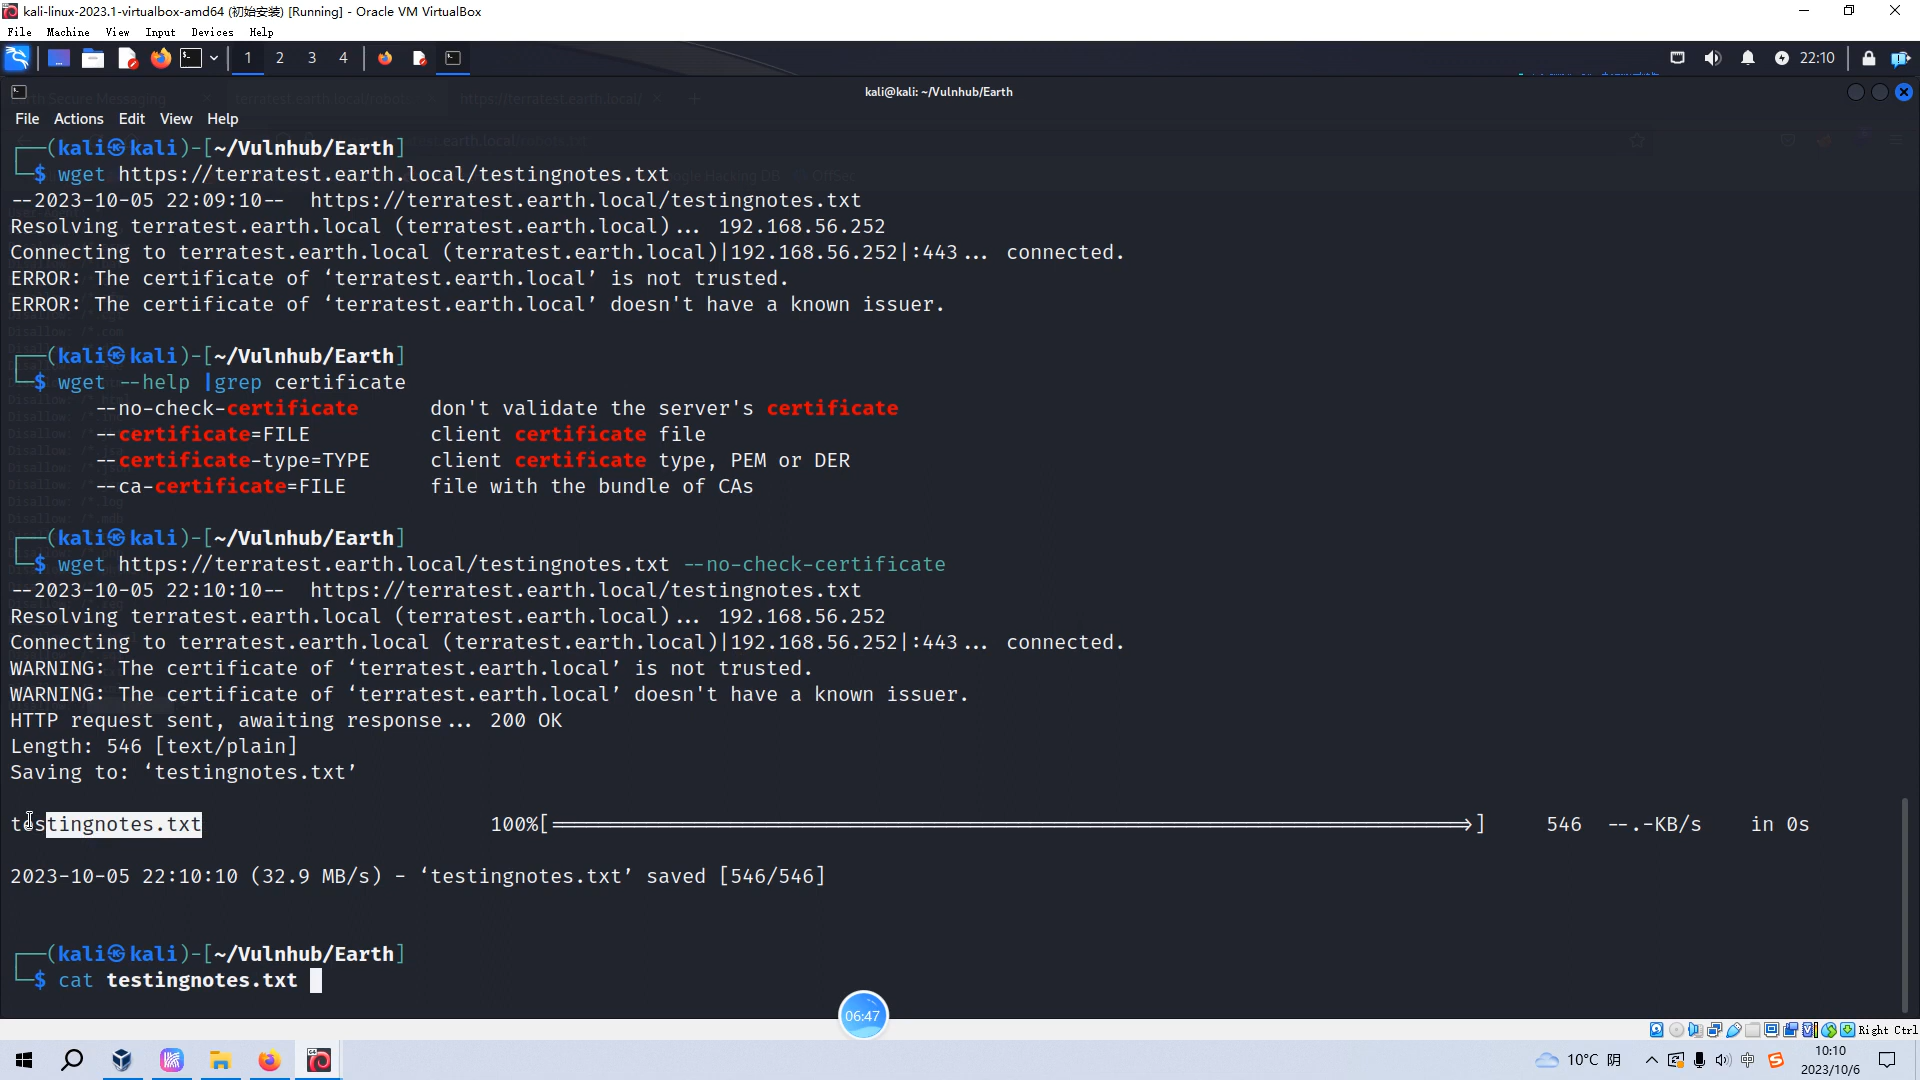 kali-linux-2023.1-virtualbox-amd64 (初始安装) [Running] - Oracle VM VirtualBox
File Machine View Input Devices Help
1 2 3 4 22:10
kali@kali: ~/Vulnhub/Earth
File Actions Edit View Help
(kali㉿kali)-[~/Vulnhub/Earth]
$ wget https://terratest.earth.local/testingnotes.txt
--2023-10-05 22:09:10-- https://terratest.earth.local/testingnotes.txt
Resolving terratest.earth.local (terratest.earth.local)... 192.168.56.252
Connecting to terratest.earth.local (terratest.earth.local)|192.168.56.252|:443... connected.
ERROR: The certificate of ‘terratest.earth.local’ is not trusted.
ERROR: The certificate of ‘terratest.earth.local’ doesn't have a known issuer.
(kali㉿kali)-[~/Vulnhub/Earth]
$ wget --help |grep certificate
--no-check-certificate don't validate the server's certificate
--certificate=FILE client certificate file
--certificate-type=TYPE client certificate type, PEM or DER
--ca-certificate=FILE file with the bundle of CAs
(kali㉿kali)-[~/Vulnhub/Earth]
$ wget https://terratest.earth.local/testingnotes.txt --no-check-certificate
--2023-10-05 22:10:10-- https://terratest.earth.local/testingnotes.txt
Resolving terratest.earth.local (terratest.earth.local)... 192.168.56.252
Connecting to terratest.earth.local (terratest.earth.local)|192.168.56.252|:443... connected.
WARNING: The certificate of ‘terratest.earth.local’ is not trusted.
WARNING: The certificate of ‘terratest.earth.local’ doesn't have a known issuer.
HTTP request sent, awaiting response... 200 OK
Length: 546 [text/plain]
Saving to: ‘testingnotes.txt’
testingnotes.txt 100%[===================>] 546 --.-KB/s in 0s
2023-10-05 22:10:10 (32.9 MB/s) - ‘testingnotes.txt’ saved [546/546]
(kali㉿kali)-[~/Vulnhub/Earth]
$ cat testingnotes.txt
06:47
Right Ctrl
10°C 阴 中 10:10
2023/10/6